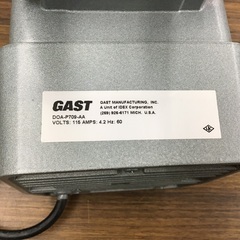 GAST
GAST MANUFACTURING, INC.
A Unit of IDEX Corporation
(269) 926-6171 MICH. U.S.A.
DOA-P709-AA
VOLTS: 115 AMPS: 4.2 Hz: 60